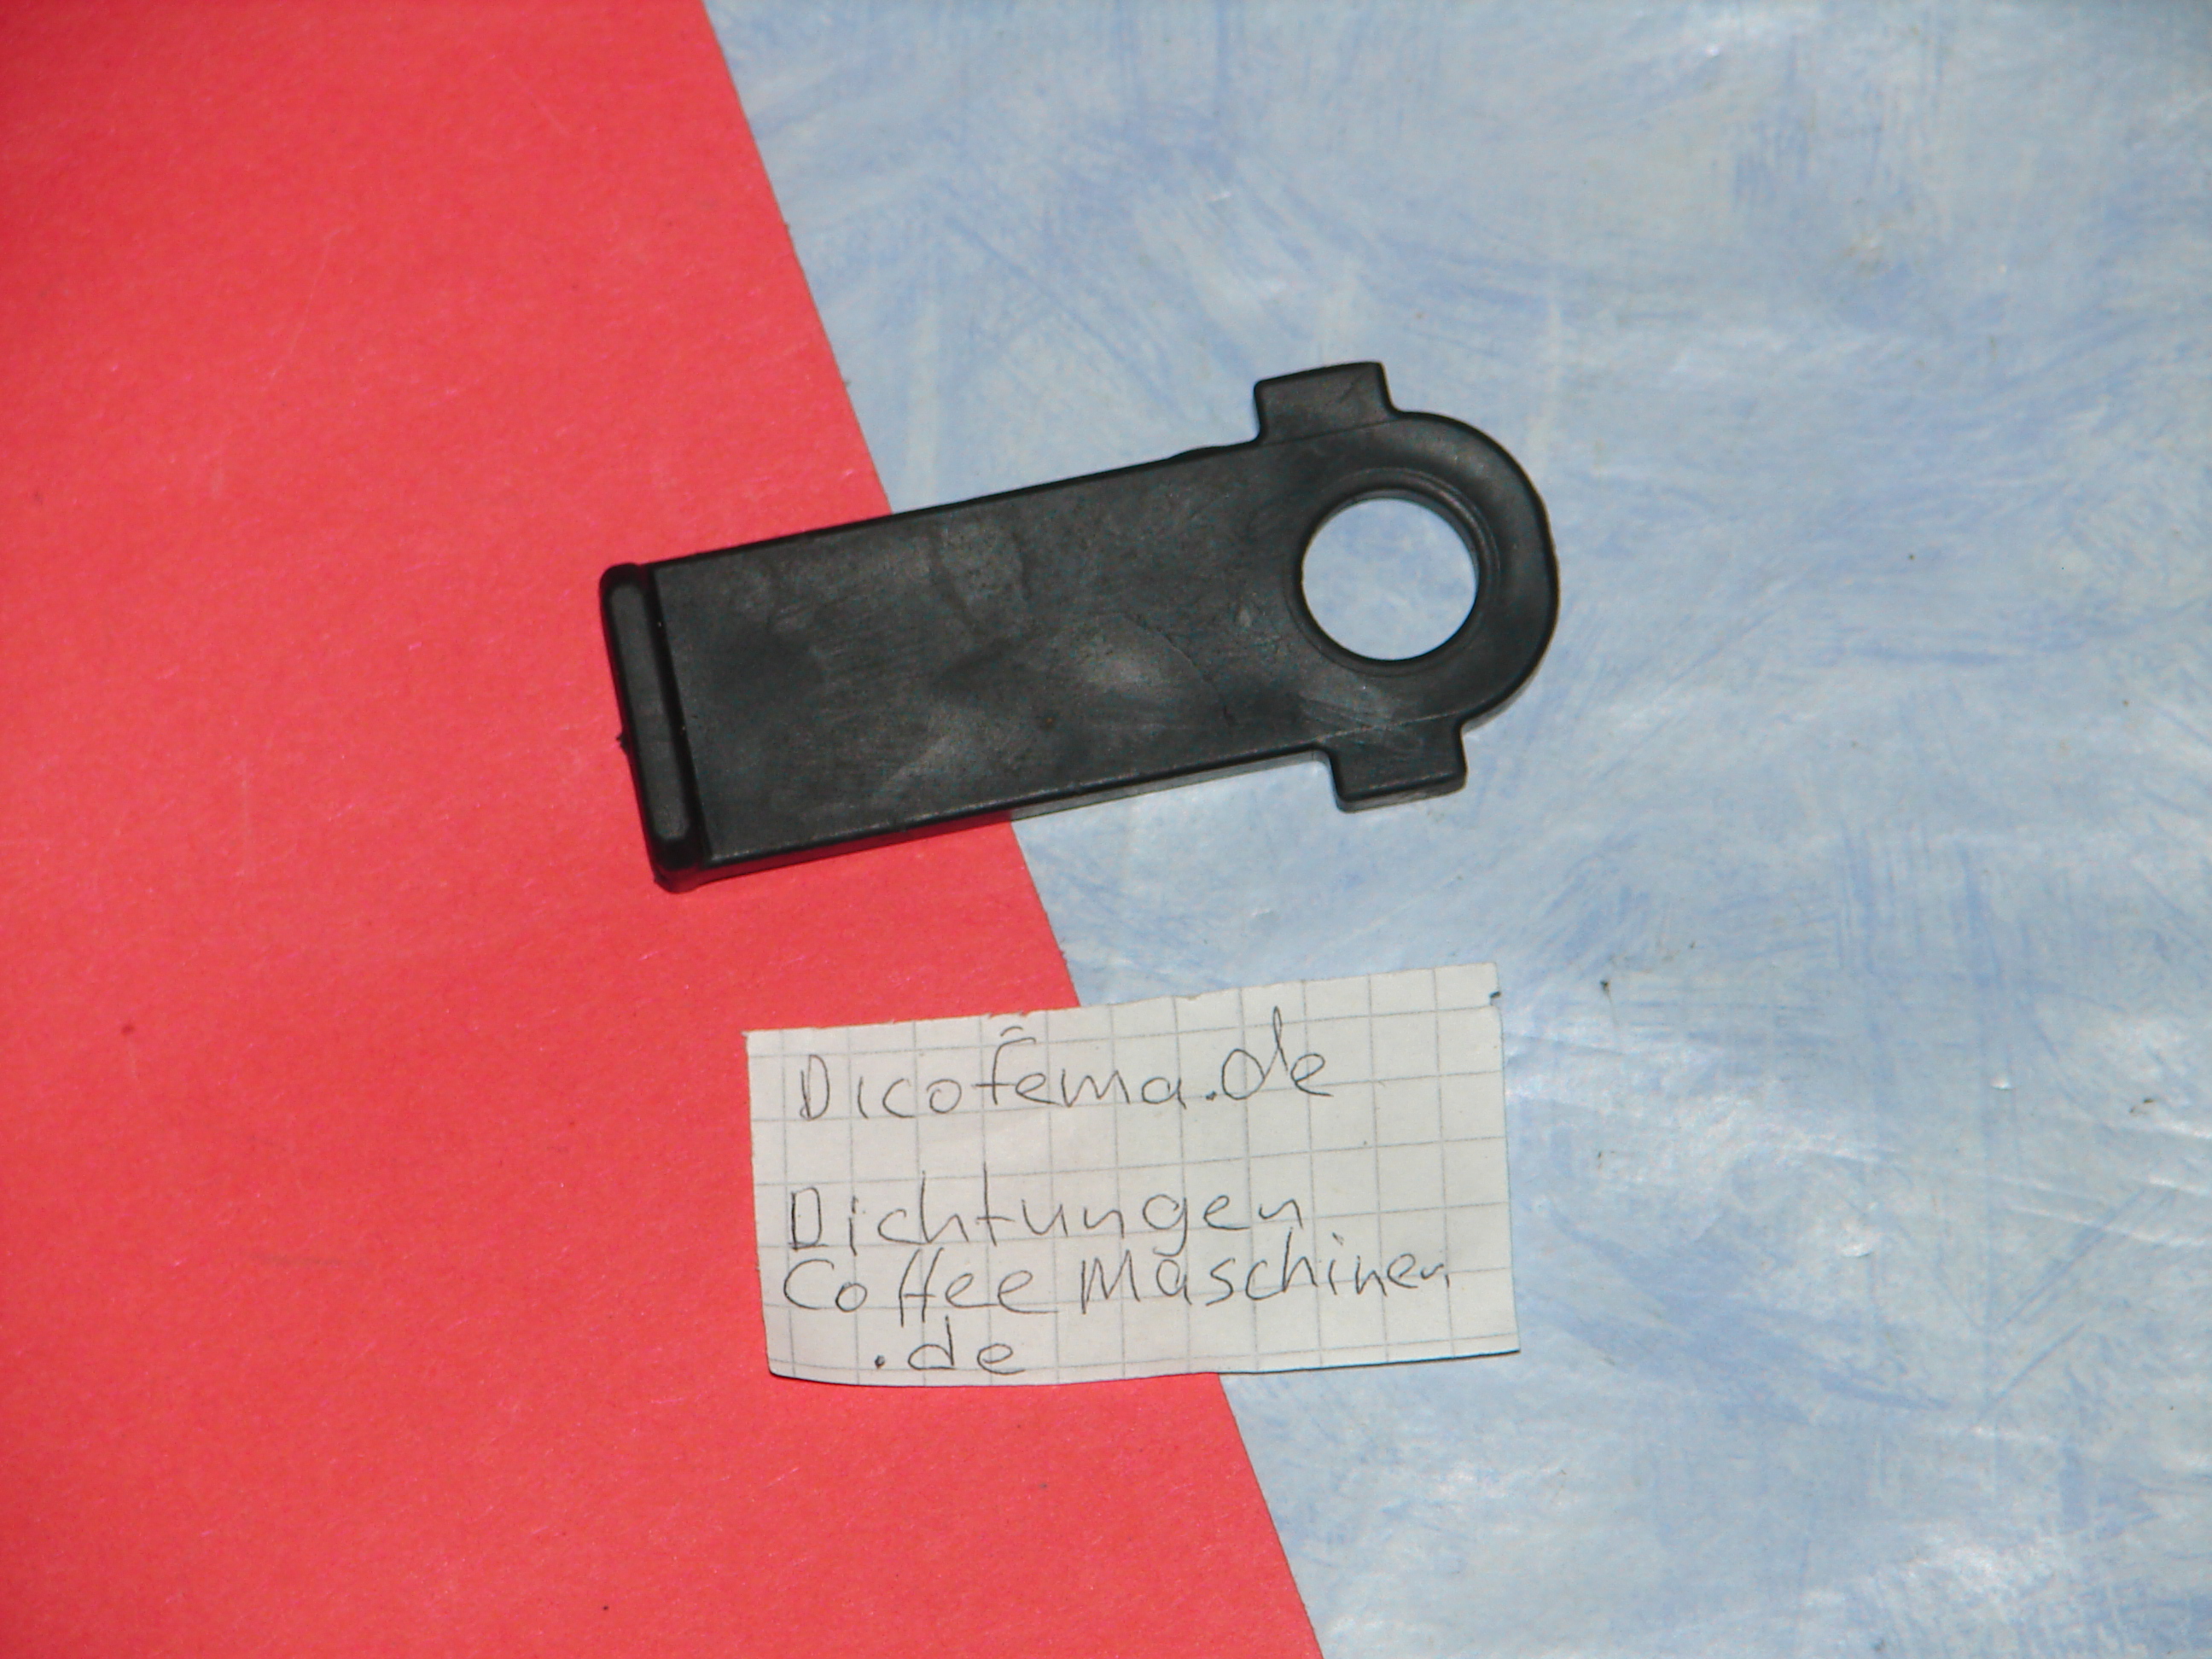 Dicofema.de
Dichtungen
Coffee Maschinen
.de